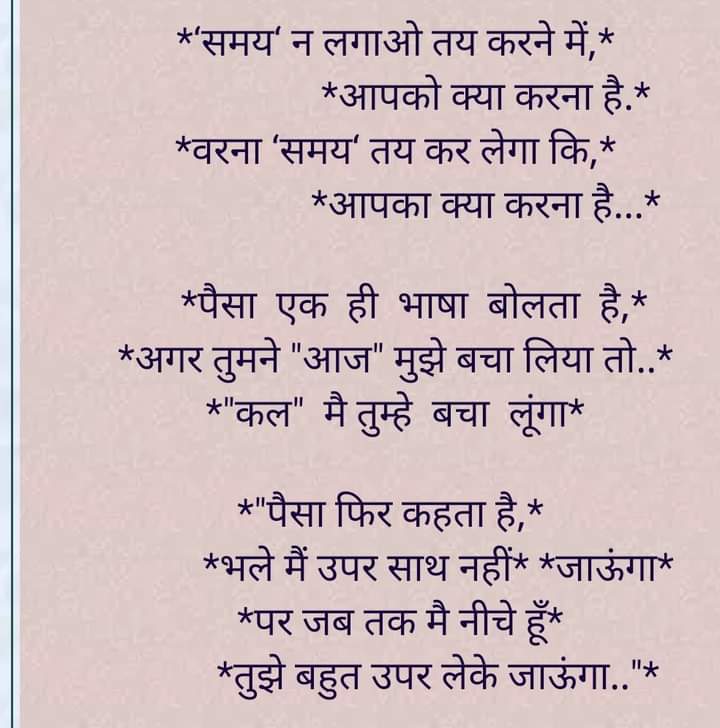 *‘समय‘ न लगाओ तय करने में,*
*आपको क्या करना है.*
*वरना ‘समय‘ तय कर लेगा कि,*
*आपका क्या करना है...*
*पैसा एक ही भाषा बोलता है,*
*अगर तुमने "आज" मुझे बचा लिया तो..*
*"कल" मै तुम्हे बचा लूंगा*
*"पैसा फिर कहता है,*
*भले मैं उपर साथ नहीं* *जाऊंगा*
*पर जब तक मै नीचे हूँ*
*तुझे बहुत उपर लेके जाऊंगा.."*